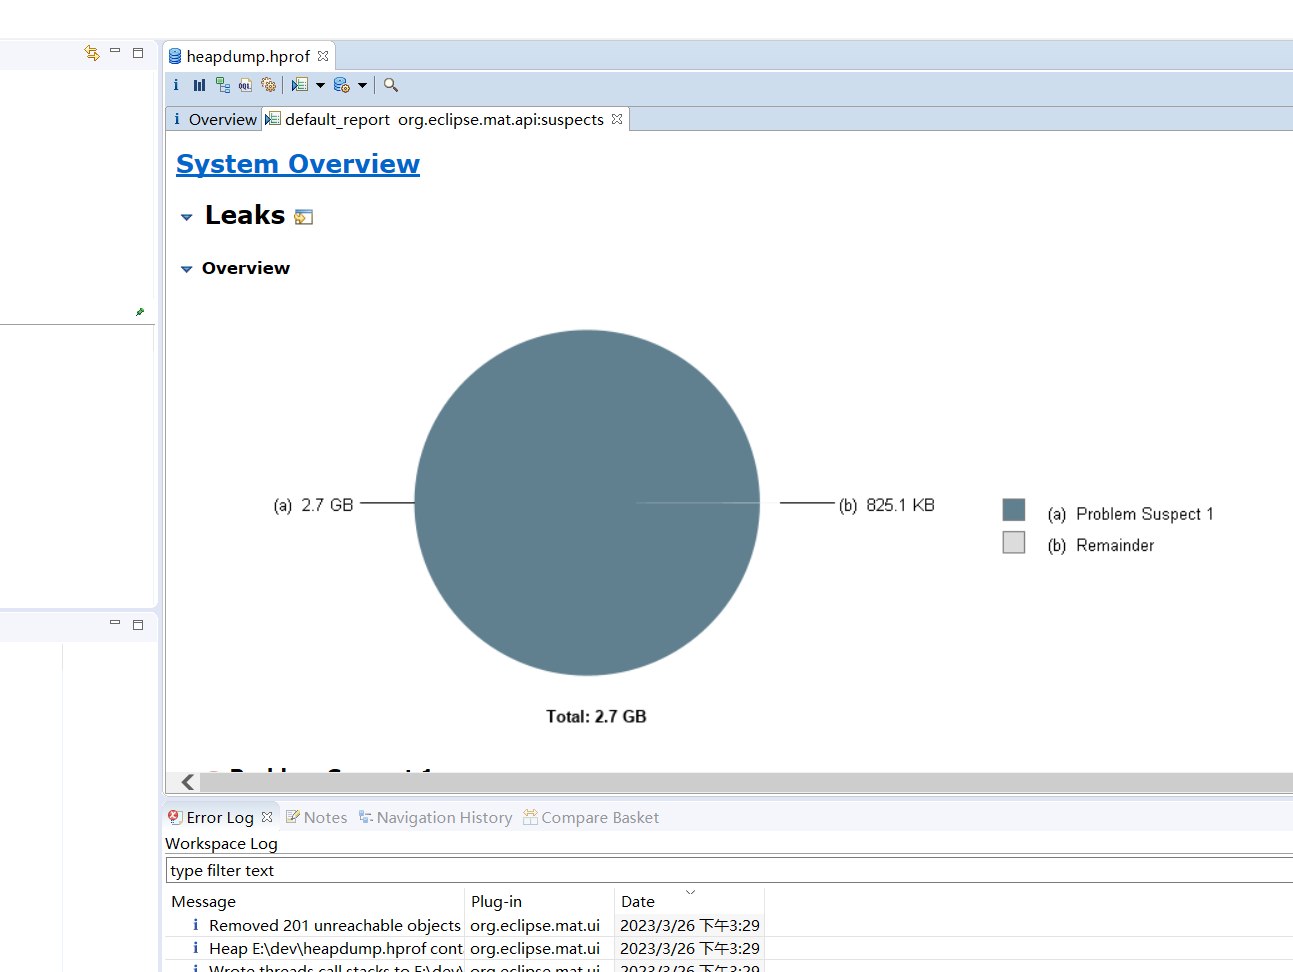 heapdump.hprof
Overview
default_report org.eclipse.mat.api:suspects
System Overview
Leaks
Overview
(a) 2.7 GB
(b) 825.1 KB
(a) Problem Suspect 1
(b) Remainder
Total: 2.7 GB
Problem Suspect 1
Error Log
Notes
Navigation History
Compare Basket
Workspace Log
type filter text
Message Plug-in Date
Removed 201 unreachable objects org.eclipse.mat.ui 2023/3/26 下午3:29
Heap E:\dev\heapdump.hprof cont org.eclipse.mat.ui 2023/3/26 下午3:29
Wrote threads call stacks to E:\dev\ org.eclipse.mat.ui 2023/3/26 下午3:29